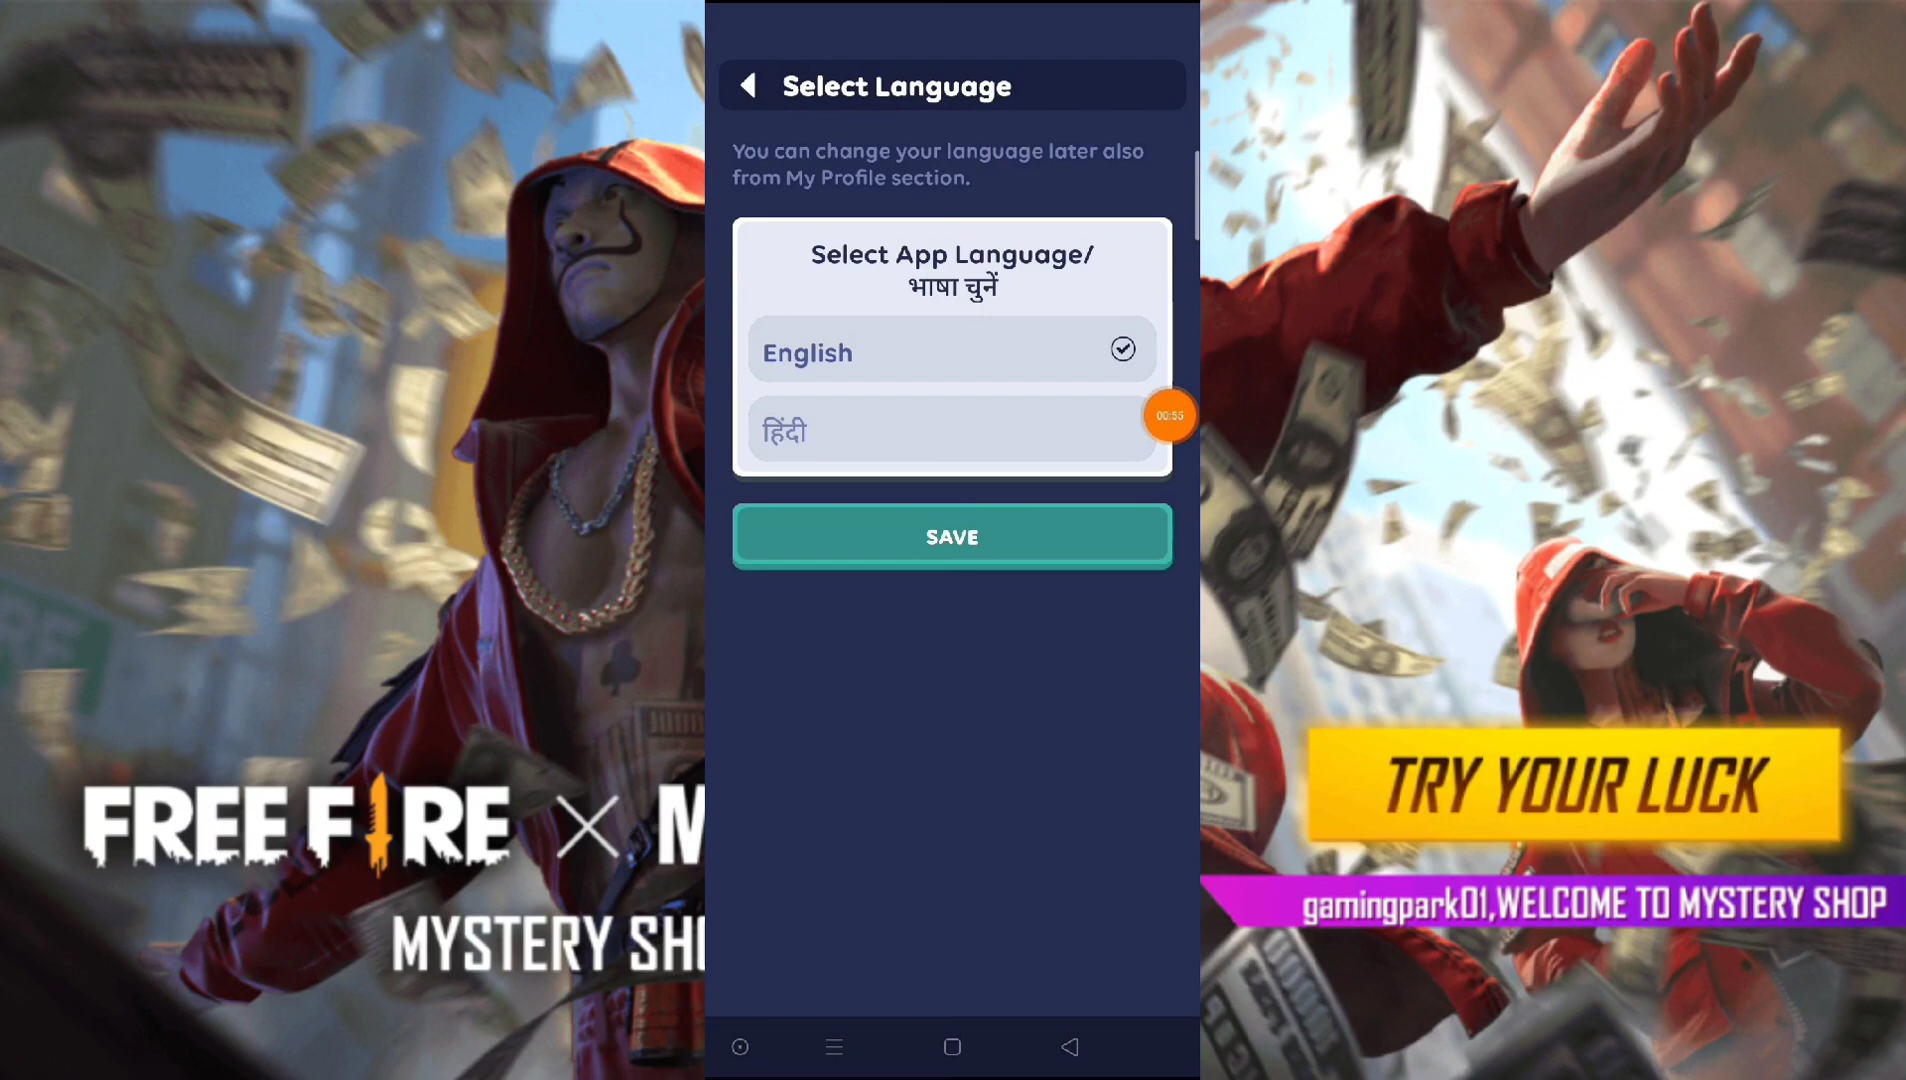 Select Language
You can change your language later also
from My Profile section.
Select App Language/
भाषा चुनें
English
हिंदी
00:55
SAVE
FREE FIRE × M
MYSTERY SHO
TRY YOUR LUCK
gamingpark01,WELCOME TO MYSTERY SHOP